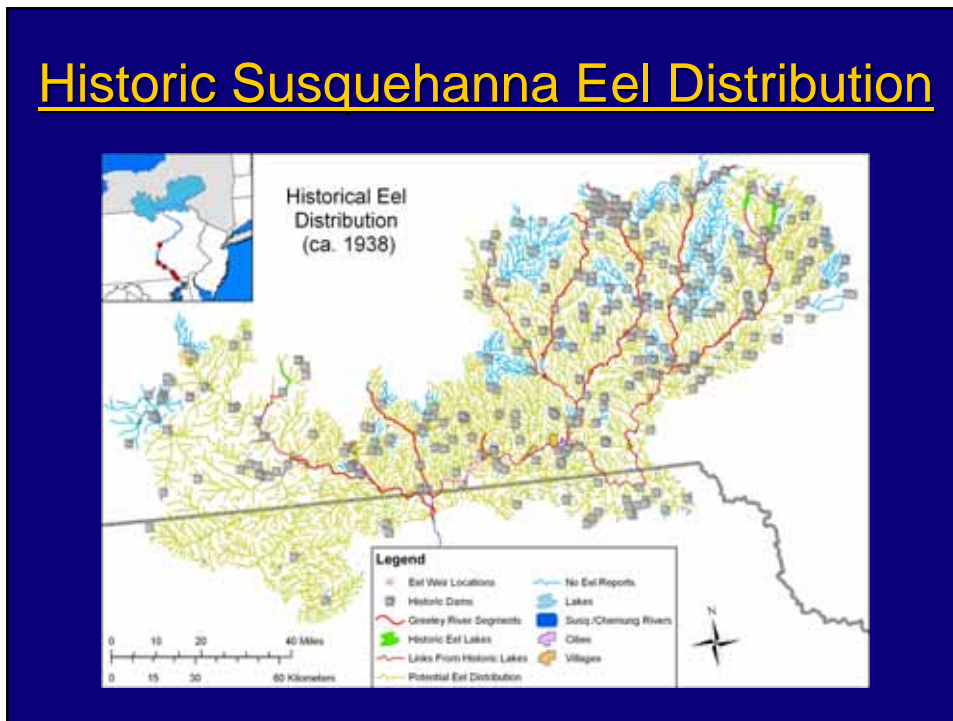 Historic Susquehanna Eel Distribution
Historical Eel
Distribution
(ca. 1938)
Legend
Eel Weir Locations
Historic Dams
Greeley River Segments
Historic Eel Lakes
Links From Historic Lakes
Potential Eel Distribution
No Eel Reports
Lakes
Susq./Chemung Rivers
Cities
Villages
N
0 10 20 40 Miles
0 15 30 60 Kilometers